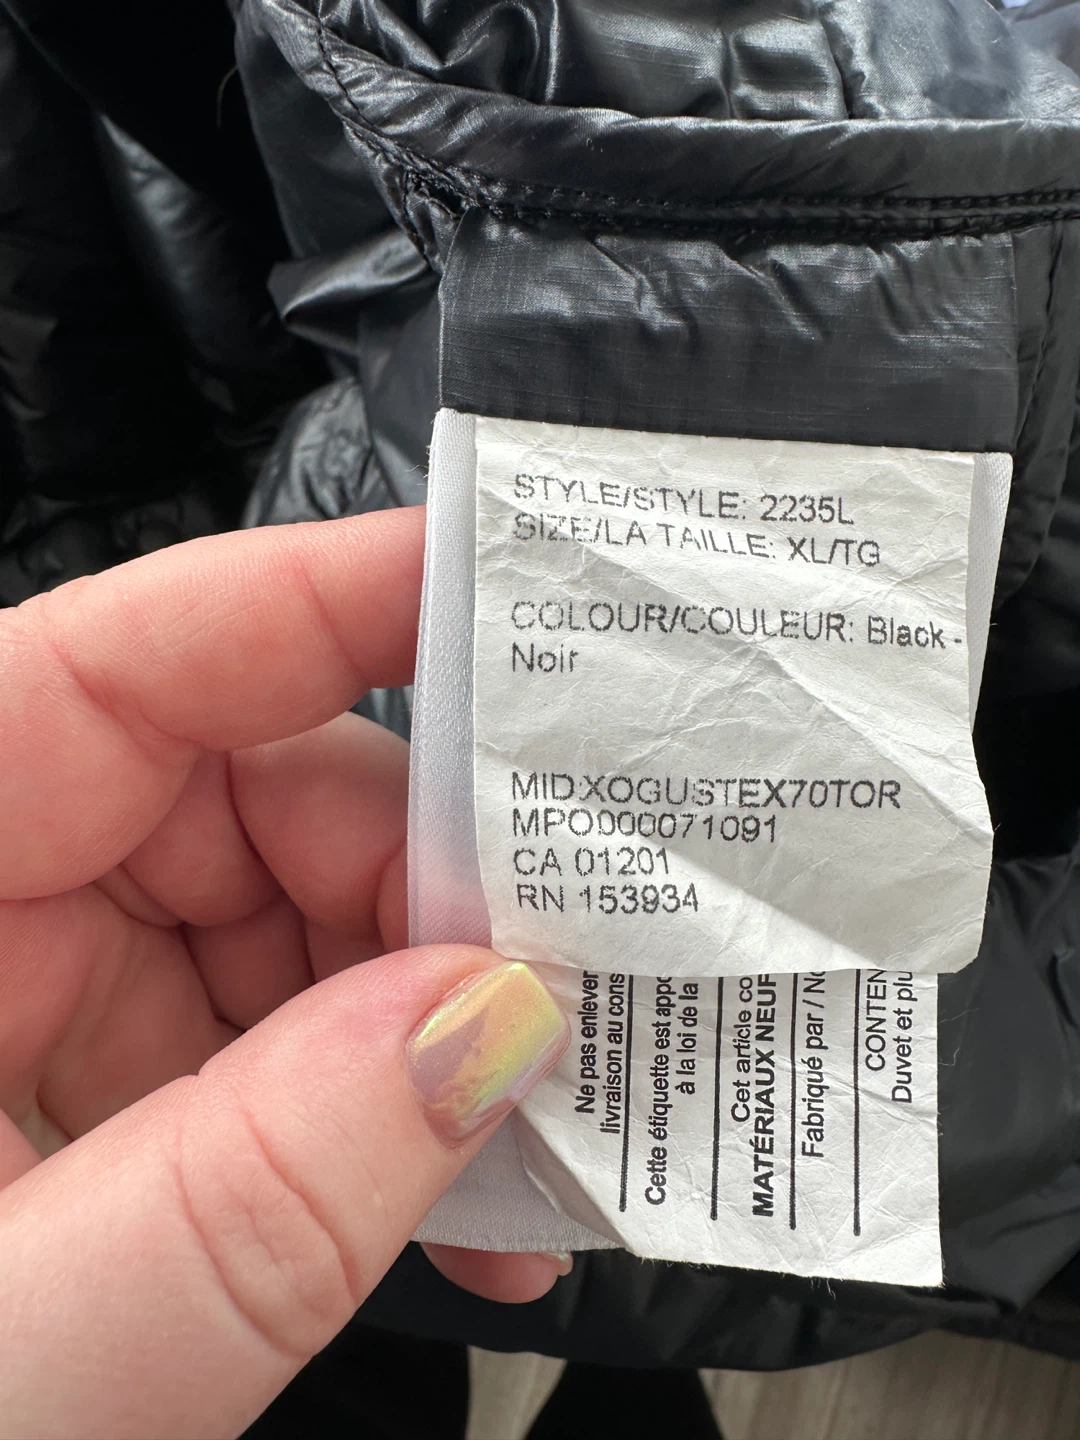 STYLE/STYLE: 2235L
SIZE/LA TAILLE: XL/TG
COLOUR/COULEUR: Black -
Noir
MID:XOGUSTEX70TOR
MPO000071091
CA 01201
RN 153934
Ne pas enlever
livraison au cons
Cette étiquette est appo
à la loi de la
Cet article co
MATÉRIAUX NEUF
Fabriqué par / No
CONTEN
Duvet et plu